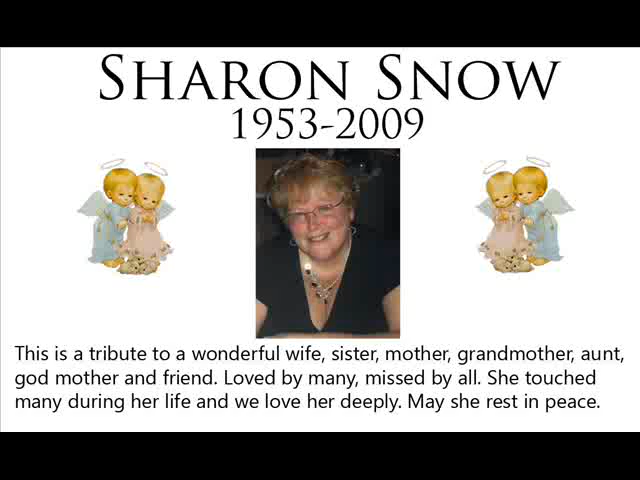 SHARON SNOW
1953-2009
This is a tribute to a wonderful wife, sister, mother, grandmother, aunt,
god mother and friend. Loved by many, missed by all. She touched
many during her life and we love her deeply. May she rest in peace.